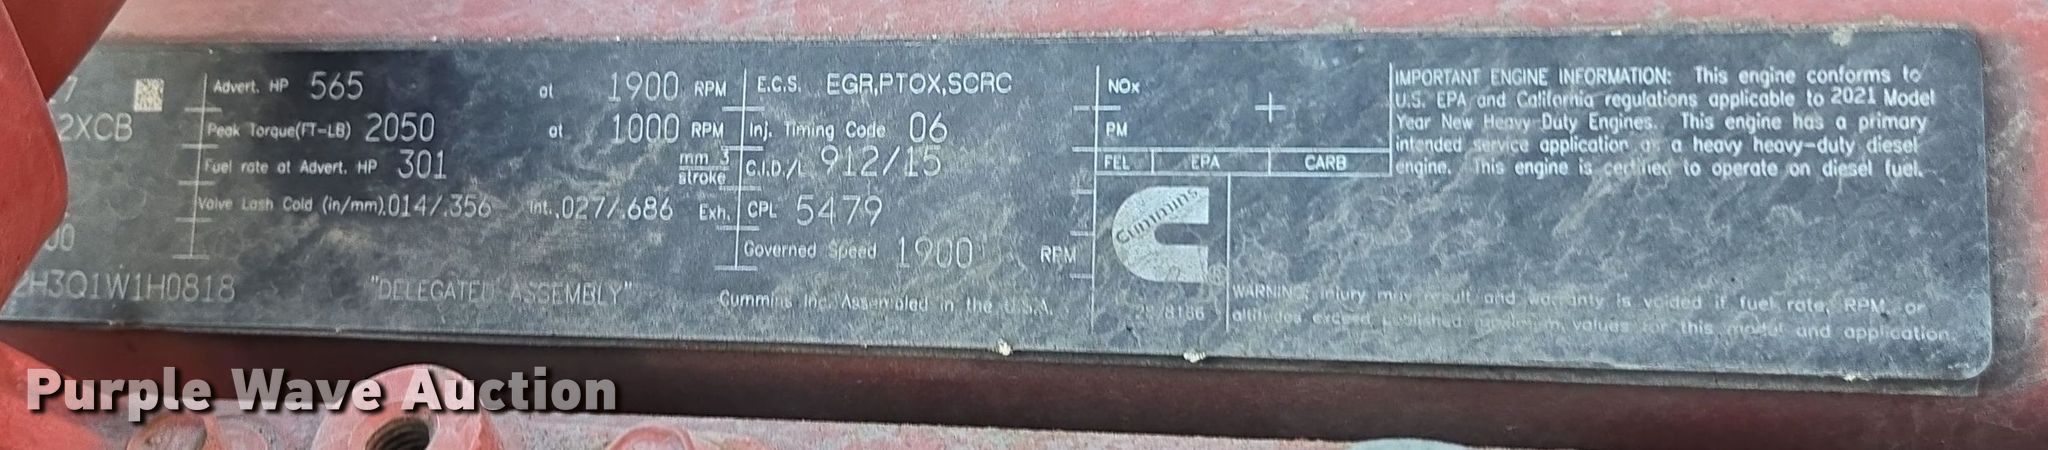 Advert. HP 565 at 1900 RPM
2XCB
Peak Torque(FT-LB) 2050 at 1000 RPM
Fuel rate at Advert. HP 301 mm 3
stroke
Valve Lash Cold (in/mm).014/.356 Int..027/.686 Exh.
H3Q1W1H0818
"DELEGATED ASSEMBLY"
E.C.S. EGR,PTOX,SCRC
Inj. Timing Code 06
C.I.D./L 912/15
CPL 5479
Governed Speed 1900 RPM
Cummins Inc. Assembled in the U.S.A.
NOx
PM
FEL EPA CARB
Cummins
IMPORTANT ENGINE INFORMATION: This engine conforms to
U.S. EPA and California regulations applicable to 2021 Model
Year New Heavy Duty Engines. This engine has a primary
intended service application as a heavy heavy-duty diesel
engine. This engine is certified to operate on diesel fuel.
WARNING: Injury may result and warranty is voided if fuel rate, RPM, or
altitudes exceed published maximum values for this model and application.
Purple Wave Auction